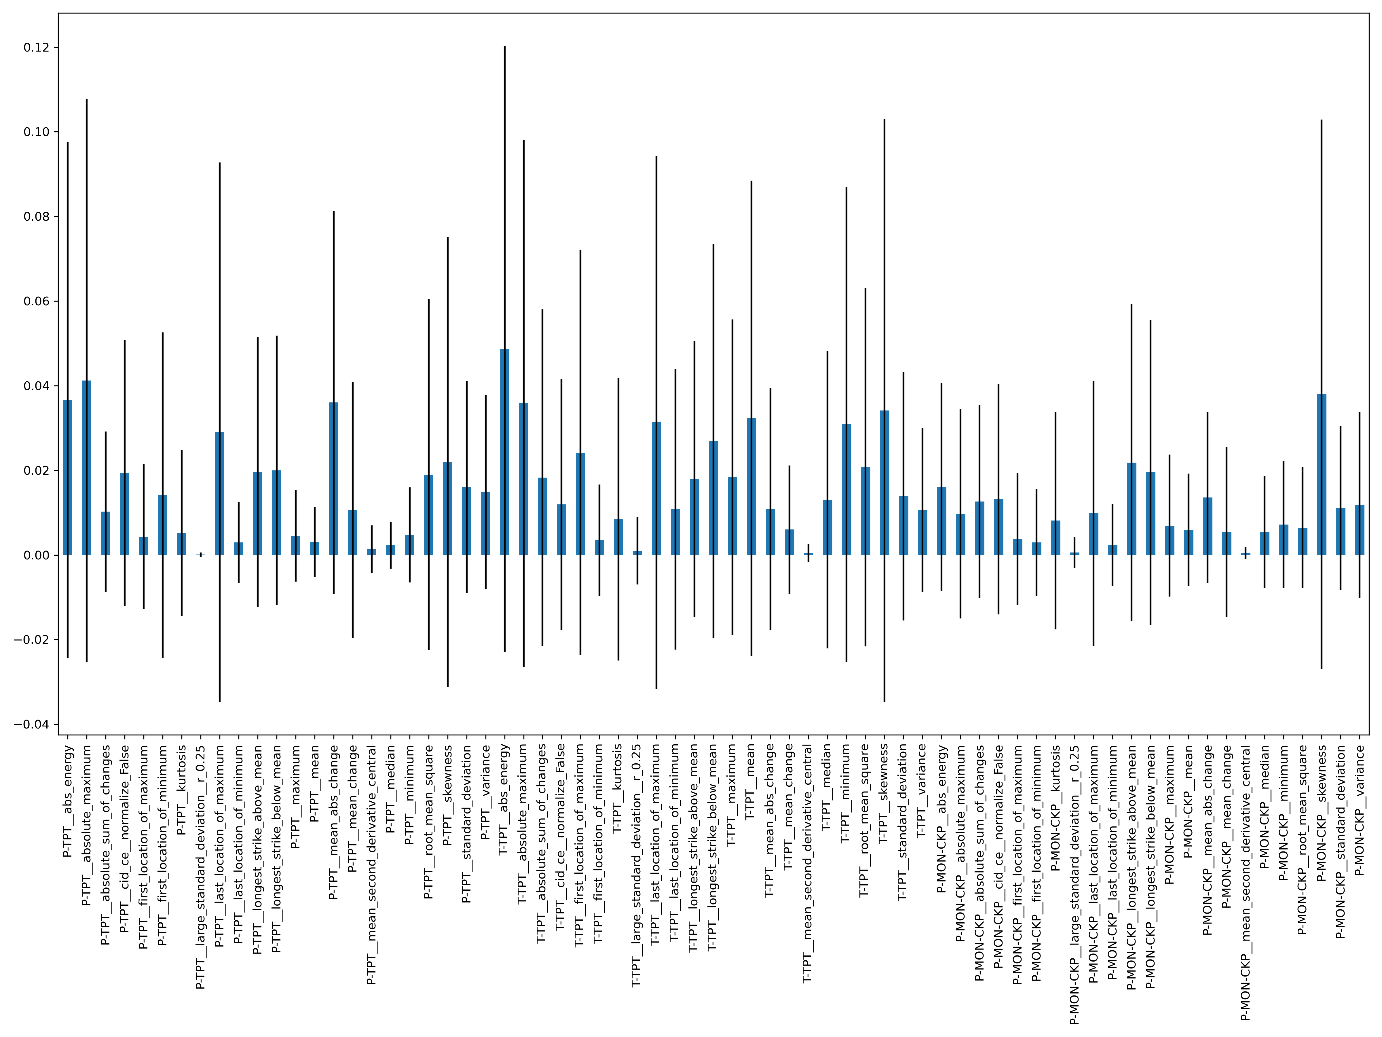 0.12
0.10
0.08
0.06
0.04
0.02
0.00
−0.02
−0.04
P-TPT__abs_energy
P-TPT__absolute_maximum
P-TPT__absolute_sum_of_changes
P-TPT__cid_ce__normalize_False
P-TPT__first_location_of_maximum
P-TPT__first_location_of_minimum
P-TPT__kurtosis
P-TPT__large_standard_deviation__r_0.25
P-TPT__last_location_of_maximum
P-TPT__last_location_of_minimum
P-TPT__longest_strike_above_mean
P-TPT__longest_strike_below_mean
P-TPT__maximum
P-TPT__mean
P-TPT__mean_abs_change
P-TPT__mean_change
P-TPT__mean_second_derivative_central
P-TPT__median
P-TPT__minimum
P-TPT__root_mean_square
P-TPT__skewness
P-TPT__standard_deviation
P-TPT__variance
T-TPT__abs_energy
T-TPT__absolute_maximum
T-TPT__absolute_sum_of_changes
T-TPT__cid_ce__normalize_False
T-TPT__first_location_of_maximum
T-TPT__first_location_of_minimum
T-TPT__kurtosis
T-TPT__large_standard_deviation__r_0.25
T-TPT__last_location_of_maximum
T-TPT__last_location_of_minimum
T-TPT__longest_strike_above_mean
T-TPT__longest_strike_below_mean
T-TPT__maximum
T-TPT__mean
T-TPT__mean_abs_change
T-TPT__mean_change
T-TPT__mean_second_derivative_central
T-TPT__median
T-TPT__minimum
T-TPT__root_mean_square
T-TPT__skewness
T-TPT__standard_deviation
T-TPT__variance
P-MON-CKP__abs_energy
P-MON-CKP__absolute_maximum
P-MON-CKP__absolute_sum_of_changes
P-MON-CKP__cid_ce__normalize_False
P-MON-CKP__first_location_of_maximum
P-MON-CKP__first_location_of_minimum
P-MON-CKP__kurtosis
P-MON-CKP__large_standard_deviation__r_0.25
P-MON-CKP__last_location_of_maximum
P-MON-CKP__last_location_of_minimum
P-MON-CKP__longest_strike_above_mean
P-MON-CKP__longest_strike_below_mean
P-MON-CKP__maximum
P-MON-CKP__mean
P-MON-CKP__mean_abs_change
P-MON-CKP__mean_change
P-MON-CKP__mean_second_derivative_central
P-MON-CKP__median
P-MON-CKP__minimum
P-MON-CKP__root_mean_square
P-MON-CKP__skewness
P-MON-CKP__standard_deviation
P-MON-CKP__variance